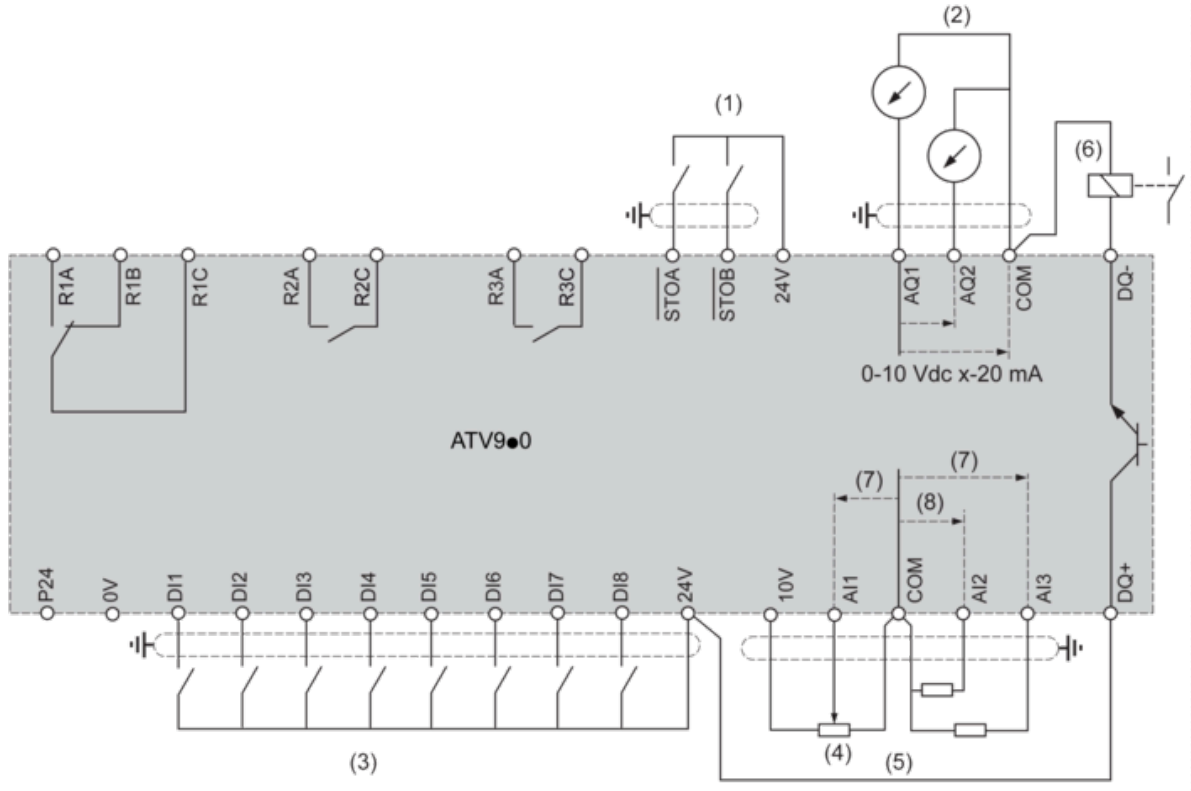 (2)
(1)
(6)
R1A
R1B
R1C
R2A
R2C
R3A
R3C
STOA
STOB
24V
AQ1
AQ2
COM
DQ-
0-10 Vdc x-20 mA
ATV9●0
(7)
(7)
(8)
P24
0V
DI1
DI2
DI3
DI4
DI5
DI6
DI7
DI8
24V
10V
AI1
COM
AI2
AI3
DQ+
(3)
(4)
(5)